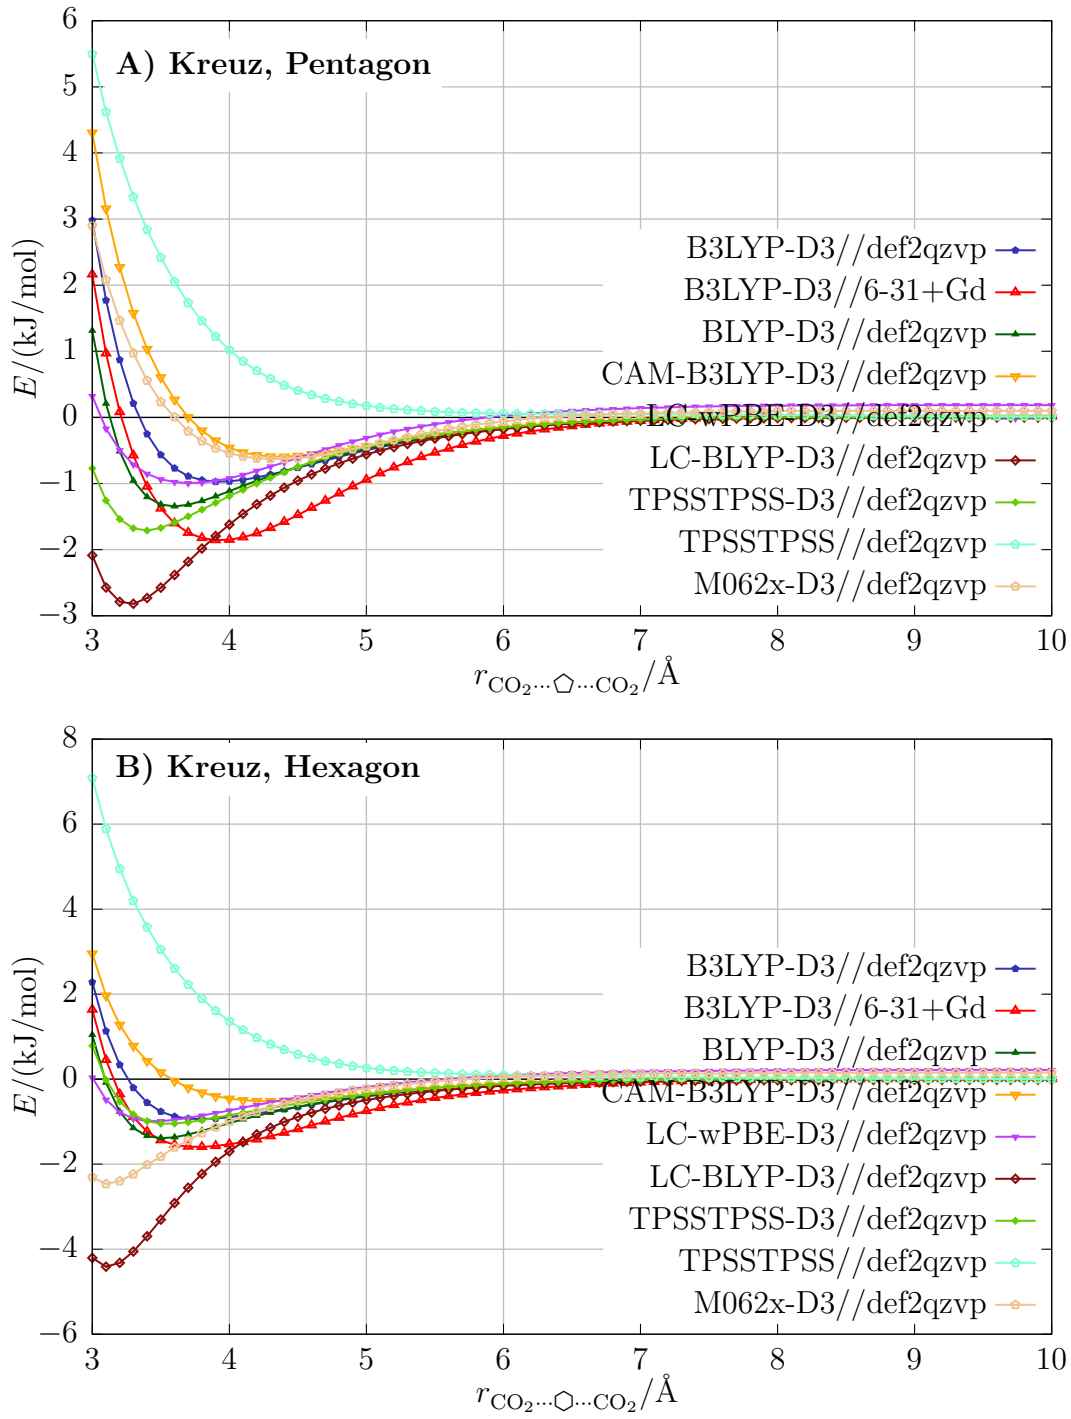 6
5
4
3
2
1
0
−1
−2
−3
E/(kJ/mol)
A) Kreuz, Pentagon
B3LYP-D3//def2qzvp
B3LYP-D3//6-31+Gd
BLYP-D3//def2qzvp
CAM-B3LYP-D3//def2qzvp
LC-wPBE-D3//def2qzvp
LC-BLYP-D3//def2qzvp
TPSSTPSS-D3//def2qzvp
TPSSTPSS//def2qzvp
M062x-D3//def2qzvp
3 4 5 6 7 8 9 10
r_CO₂···⬠···CO₂/Å
8
6
4
2
0
−2
−4
−6
E/(kJ/mol)
B) Kreuz, Hexagon
B3LYP-D3//def2qzvp
B3LYP-D3//6-31+Gd
BLYP-D3//def2qzvp
CAM-B3LYP-D3//def2qzvp
LC-wPBE-D3//def2qzvp
LC-BLYP-D3//def2qzvp
TPSSTPSS-D3//def2qzvp
TPSSTPSS//def2qzvp
M062x-D3//def2qzvp
3 4 5 6 7 8 9 10
r_CO₂···⬡···CO₂/Å